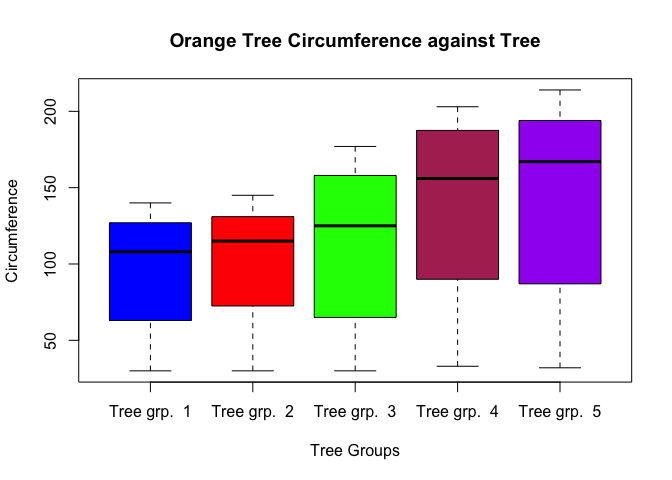 Orange Tree Circumference against Tree
200
150
100
50
Circumference
Tree grp.  1 Tree grp.  2 Tree grp.  3 Tree grp.  4 Tree grp.  5
Tree Groups